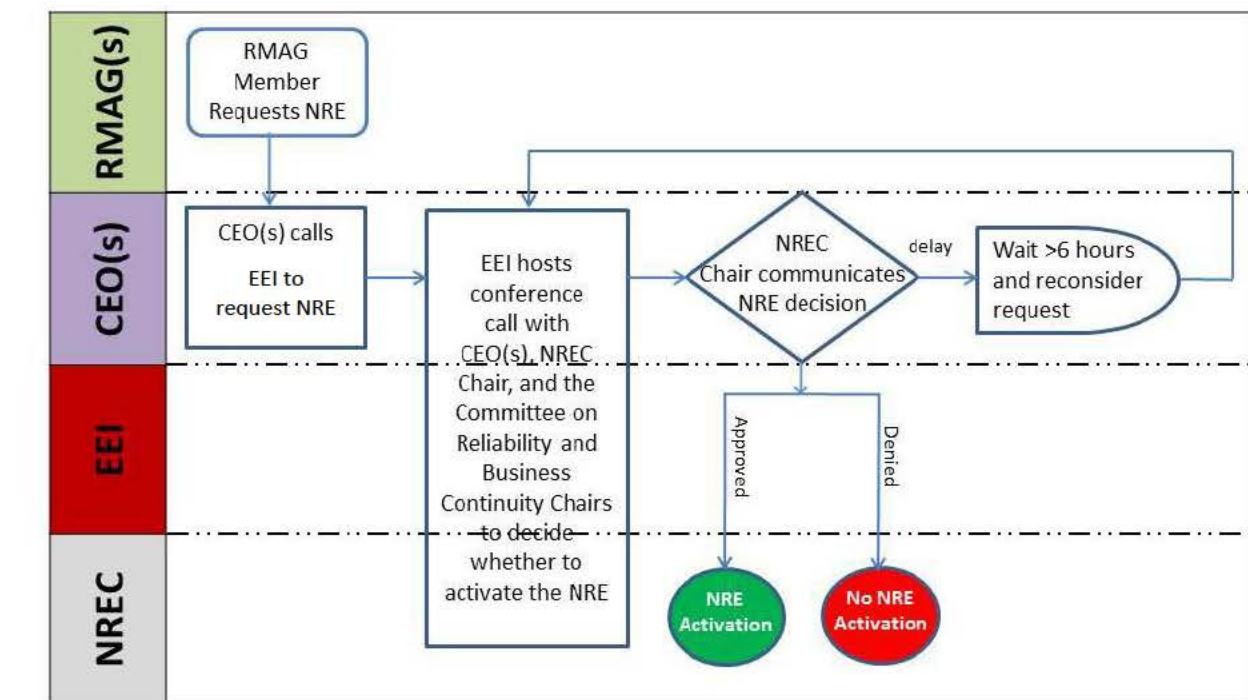 RMAG(s)
RMAG
Member
Requests NRE
CEO(s)
CEO(s) calls
EEI to
request NRE
EEI hosts
conference
call with
CEO(s), NREC
Chair, and the
Committee on
Reliability and
Business
Continuity Chairs
to decide
whether to
activate the NRE
NREC
Chair communicates
NRE decision
delay
Wait >6 hours
and reconsider
request
EEI
Approved
Denied
NREC
NRE
Activation
No NRE
Activation